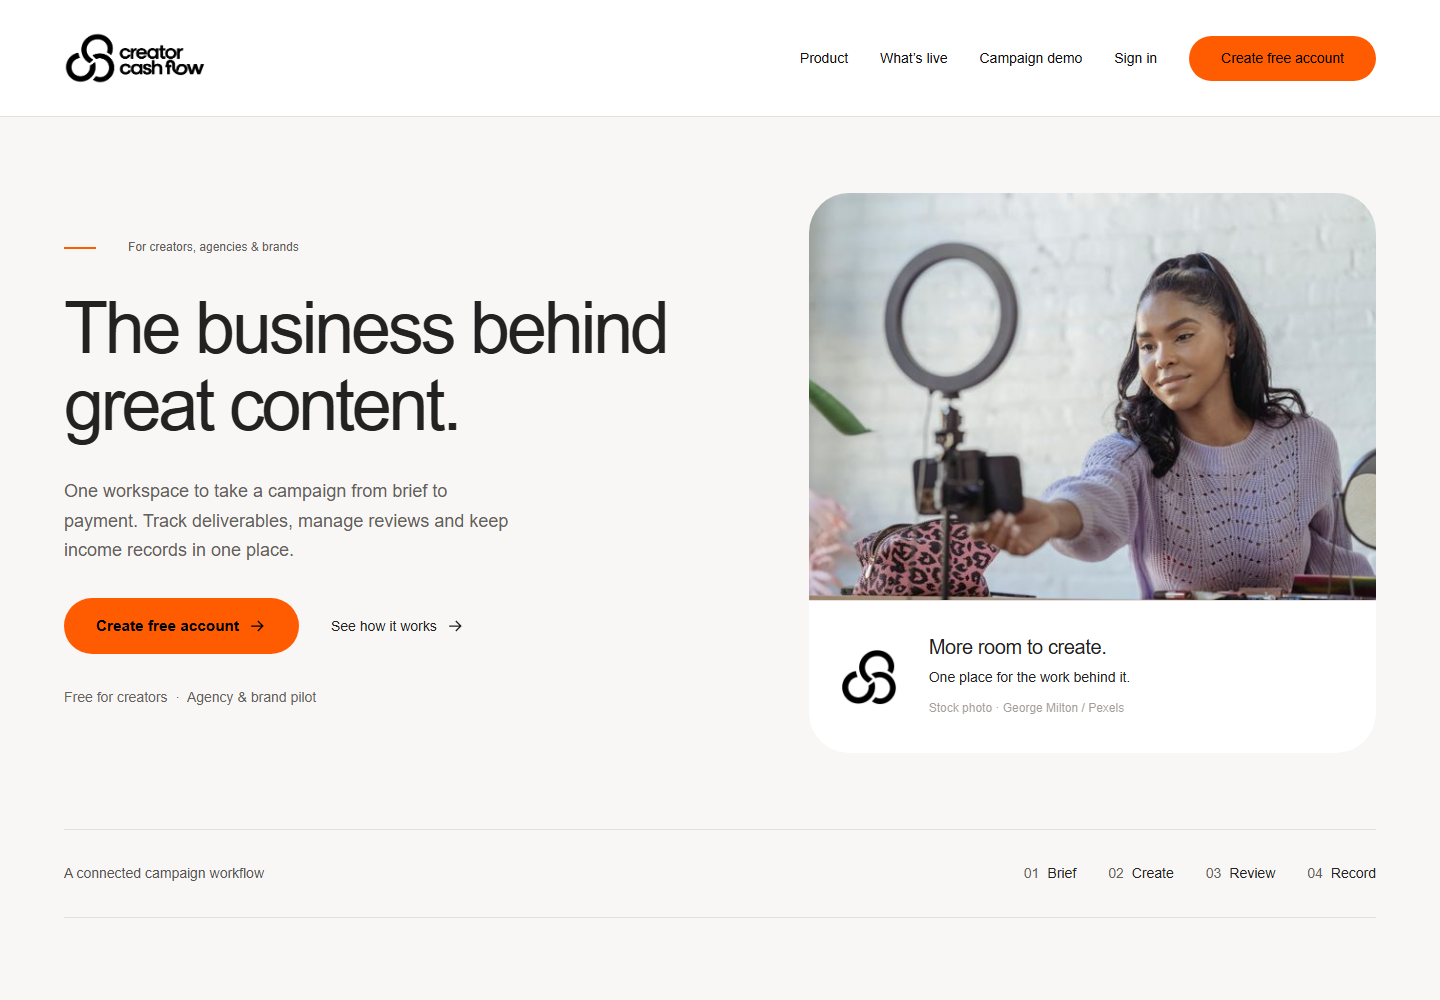 creator
cash flow
Product
What's live
Campaign demo
Sign in
Create free account
For creators, agencies & brands
The business behind
great content.
One workspace to take a campaign from brief to
payment. Track deliverables, manage reviews and keep
income records in one place.
Create free account →
See how it works →
Free for creators · Agency & brand pilot
More room to create.
One place for the work behind it.
Stock photo · George Milton / Pexels
A connected campaign workflow
01 Brief
02 Create
03 Review
04 Record